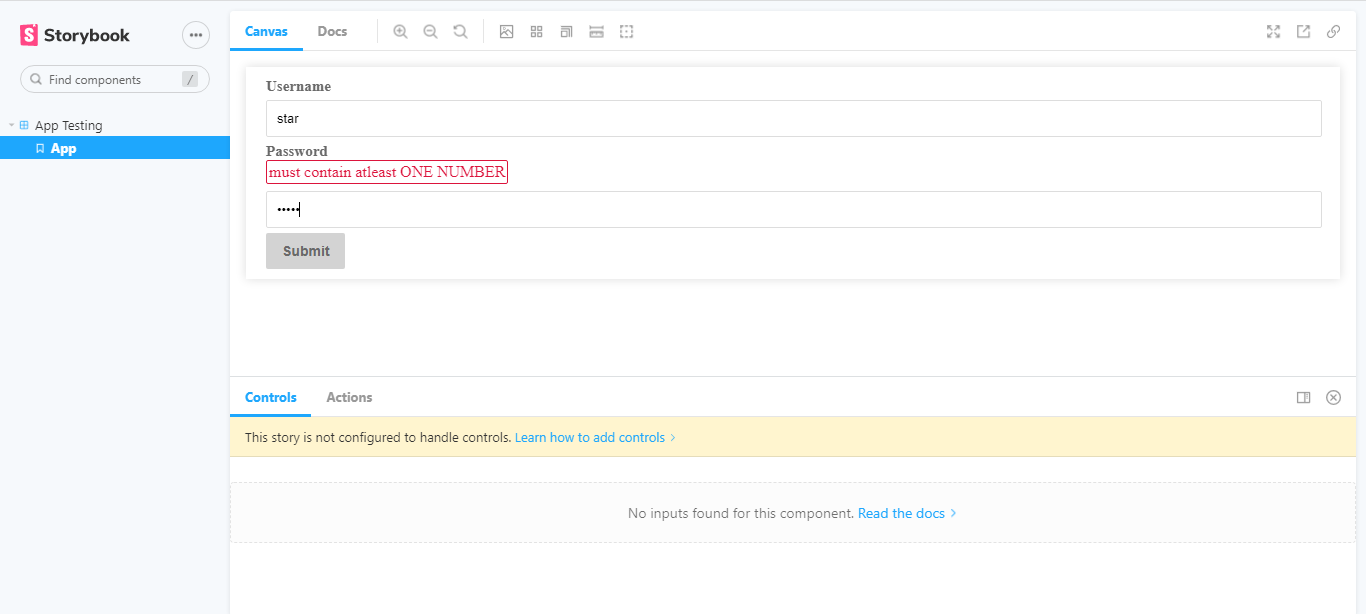 Storybook
Find components /
App Testing
App
Canvas Docs
Username
star
Password
must contain atleast ONE NUMBER
•••••
Submit
Controls Actions
This story is not configured to handle controls. Learn how to add controls
No inputs found for this component. Read the docs